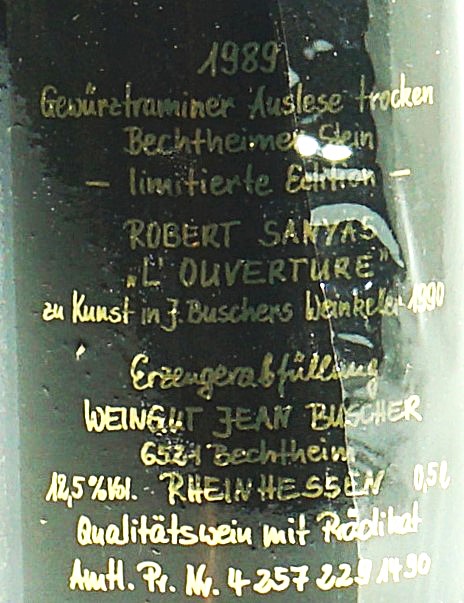 1989
Gewürztraminer Auslese trocken
Bechtheimer Stein
– limitierte Edition –
ROBERT SANYAS
„L'OUVERTURE"
zu Kunst in J. Buschers Weinkeller 1990
Erzeugerabfüllung
WEINGUT JEAN BUSCHER
6521 Bechtheim
12,5%Vol. RHEINHESSEN 0,5l
Qualitätswein mit Prädikat
Amtl. Pr. Nr. 4 257 229 14 90